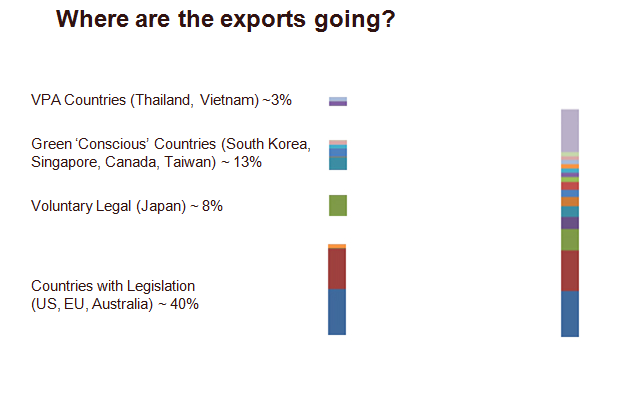 Where are the exports going?
VPA Countries (Thailand, Vietnam) ~3%
Green ‘Conscious’ Countries (South Korea,
Singapore, Canada, Taiwan) ~ 13%
Voluntary Legal (Japan) ~ 8%
Countries with Legislation
(US, EU, Australia) ~ 40%